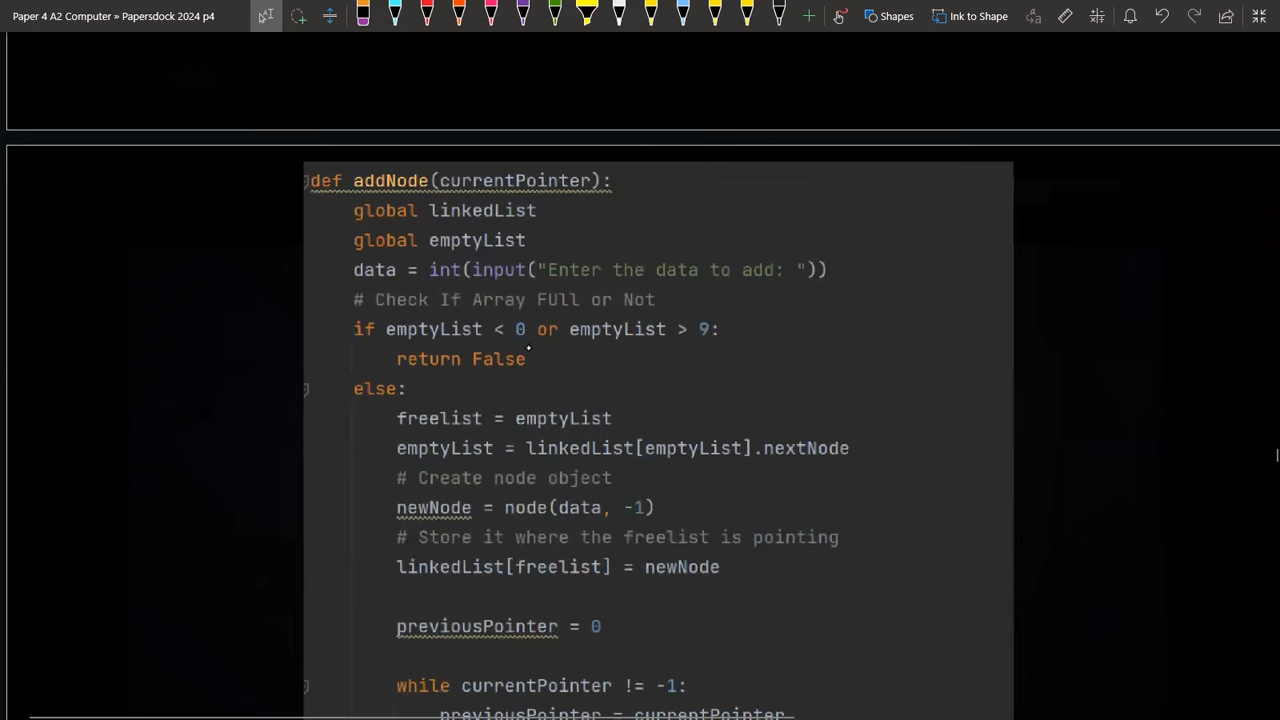 Paper 4 A2 Computer » Papersdock 2024 p4
Shapes
Ink to Shape
def addNode(currentPointer):
global linkedList
global emptyList
data = int(input("Enter the data to add: "))
# Check If Array FUll or Not
if emptyList < 0 or emptyList > 9:
return False
else:
freelist = emptyList
emptyList = linkedList[emptyList].nextNode
# Create node object
newNode = node(data, -1)
# Store it where the freelist is pointing
linkedList[freelist] = newNode
previousPointer = 0
while currentPointer != -1:
previousPointer = currentPointer